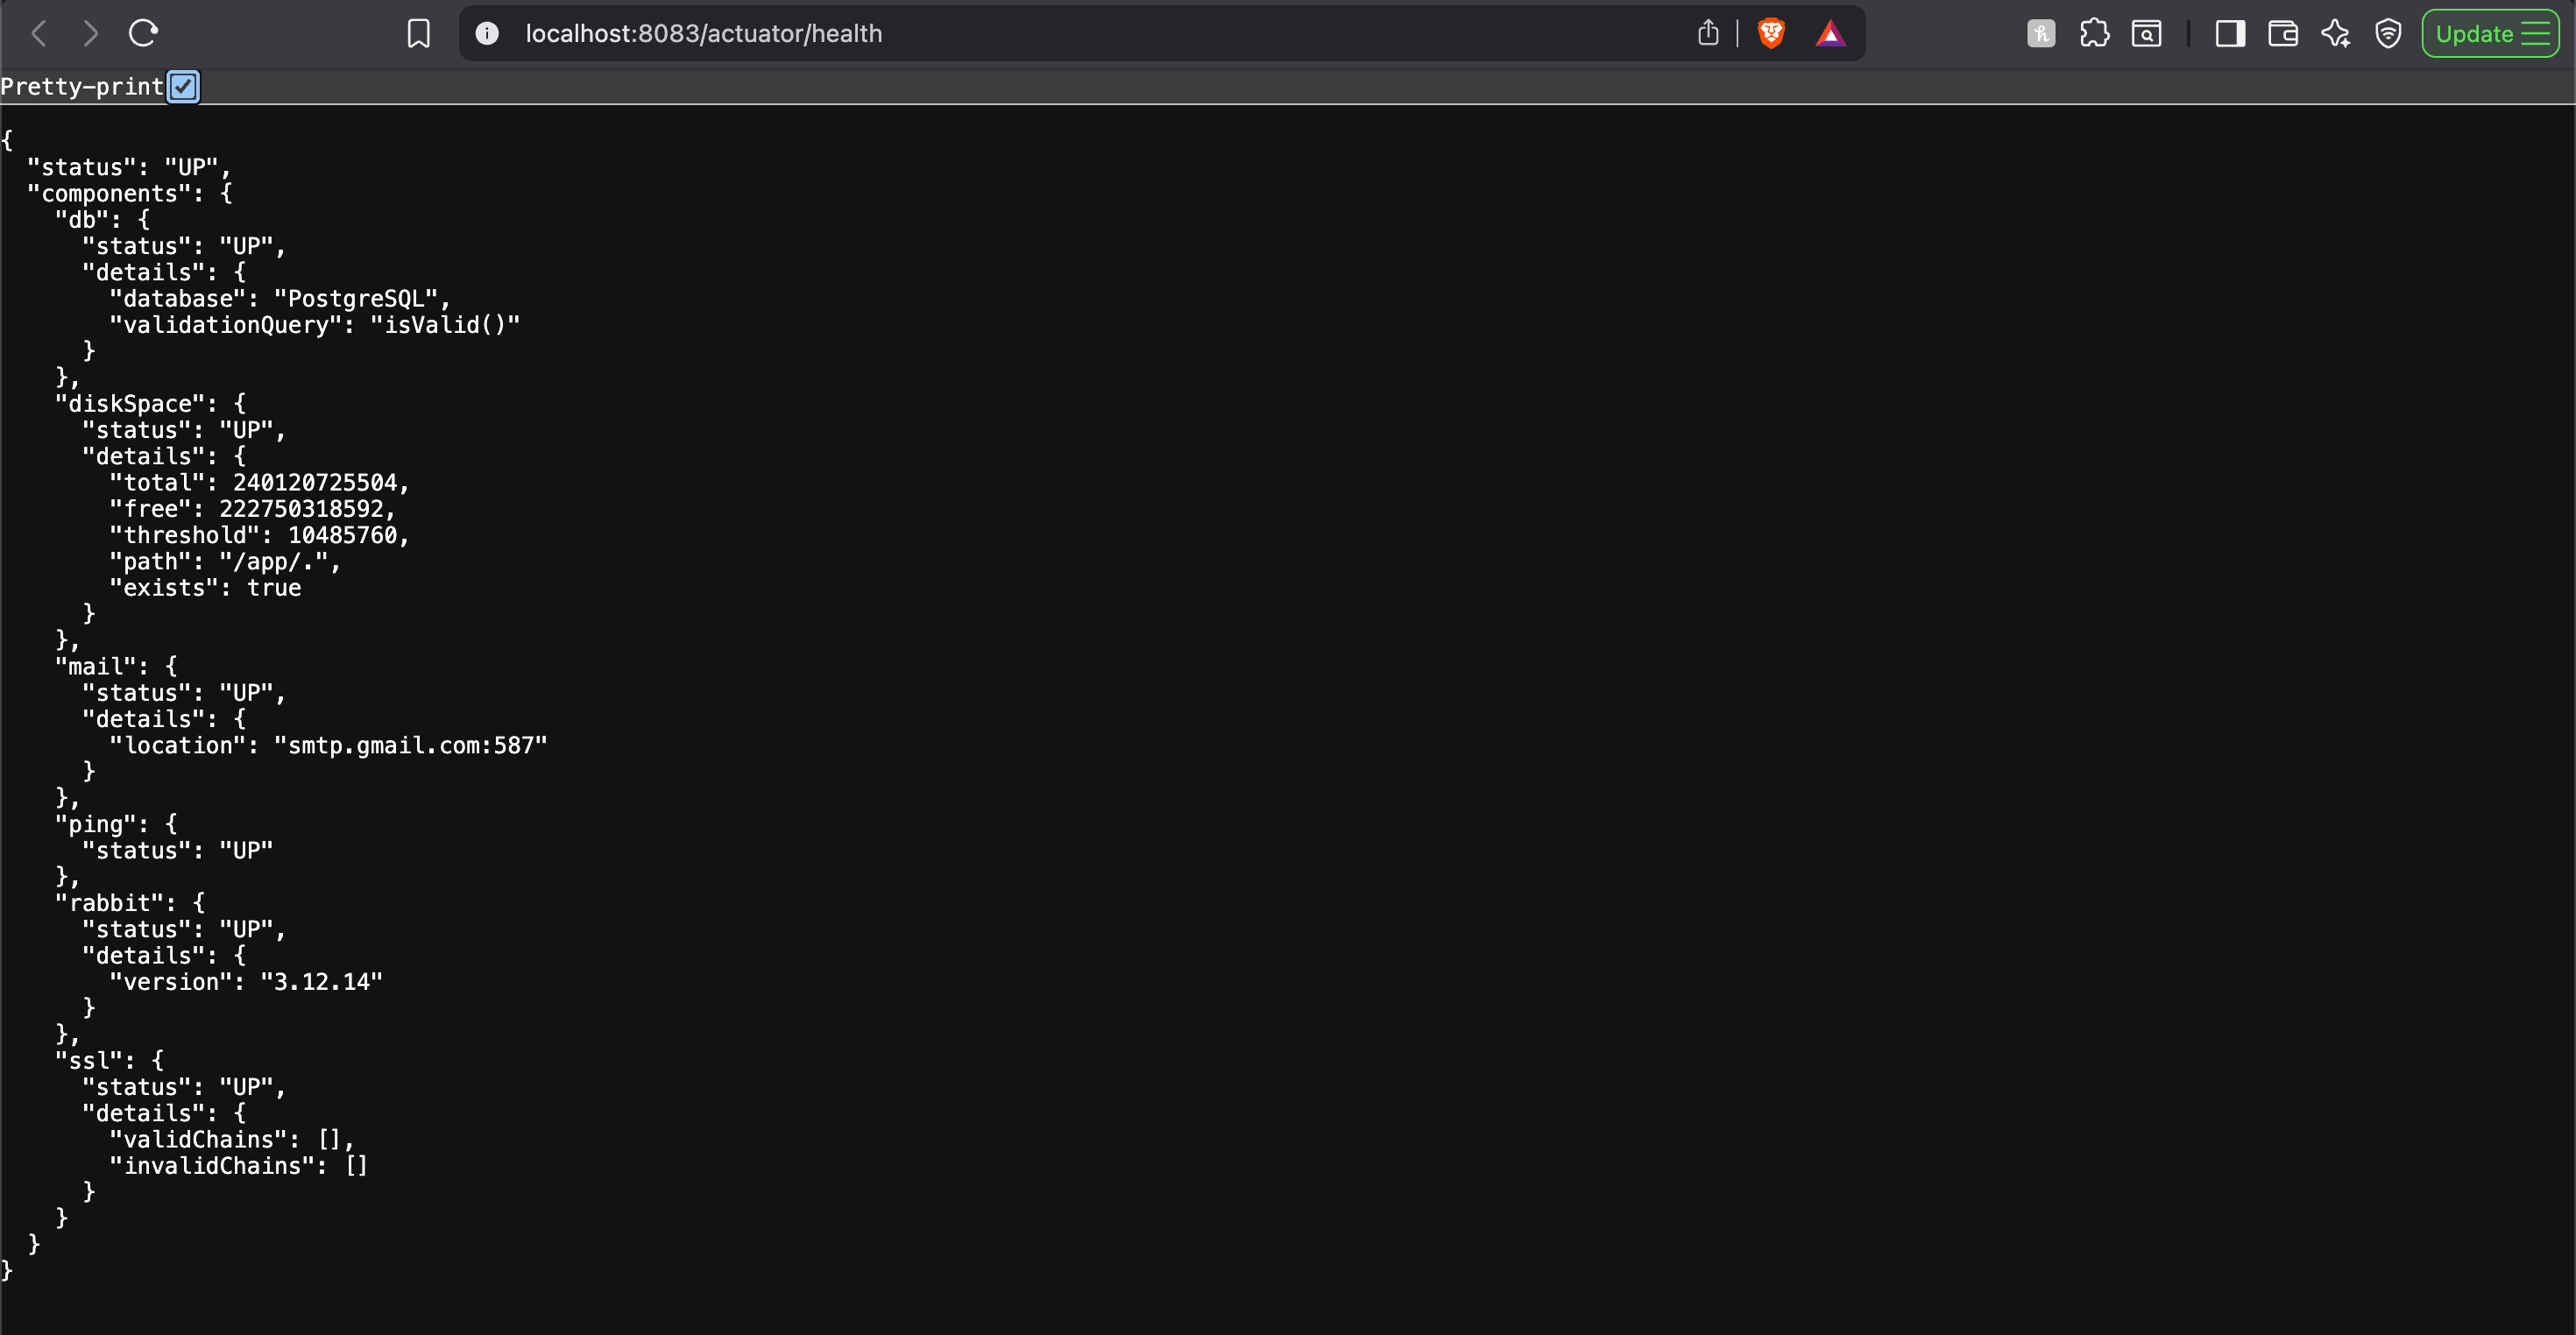 localhost:8083/actuator/health
Update
Pretty-print
{
  "status": "UP",
  "components": {
    "db": {
      "status": "UP",
      "details": {
        "database": "PostgreSQL",
        "validationQuery": "isValid()"
      }
    },
    "diskSpace": {
      "status": "UP",
      "details": {
        "total": 240120725504,
        "free": 222750318592,
        "threshold": 10485760,
        "path": "/app/.",
        "exists": true
      }
    },
    "mail": {
      "status": "UP",
      "details": {
        "location": "smtp.gmail.com:587"
      }
    },
    "ping": {
      "status": "UP"
    },
    "rabbit": {
      "status": "UP",
      "details": {
        "version": "3.12.14"
      }
    },
    "ssl": {
      "status": "UP",
      "details": {
        "validChains": [],
        "invalidChains": []
      }
    }
  }
}